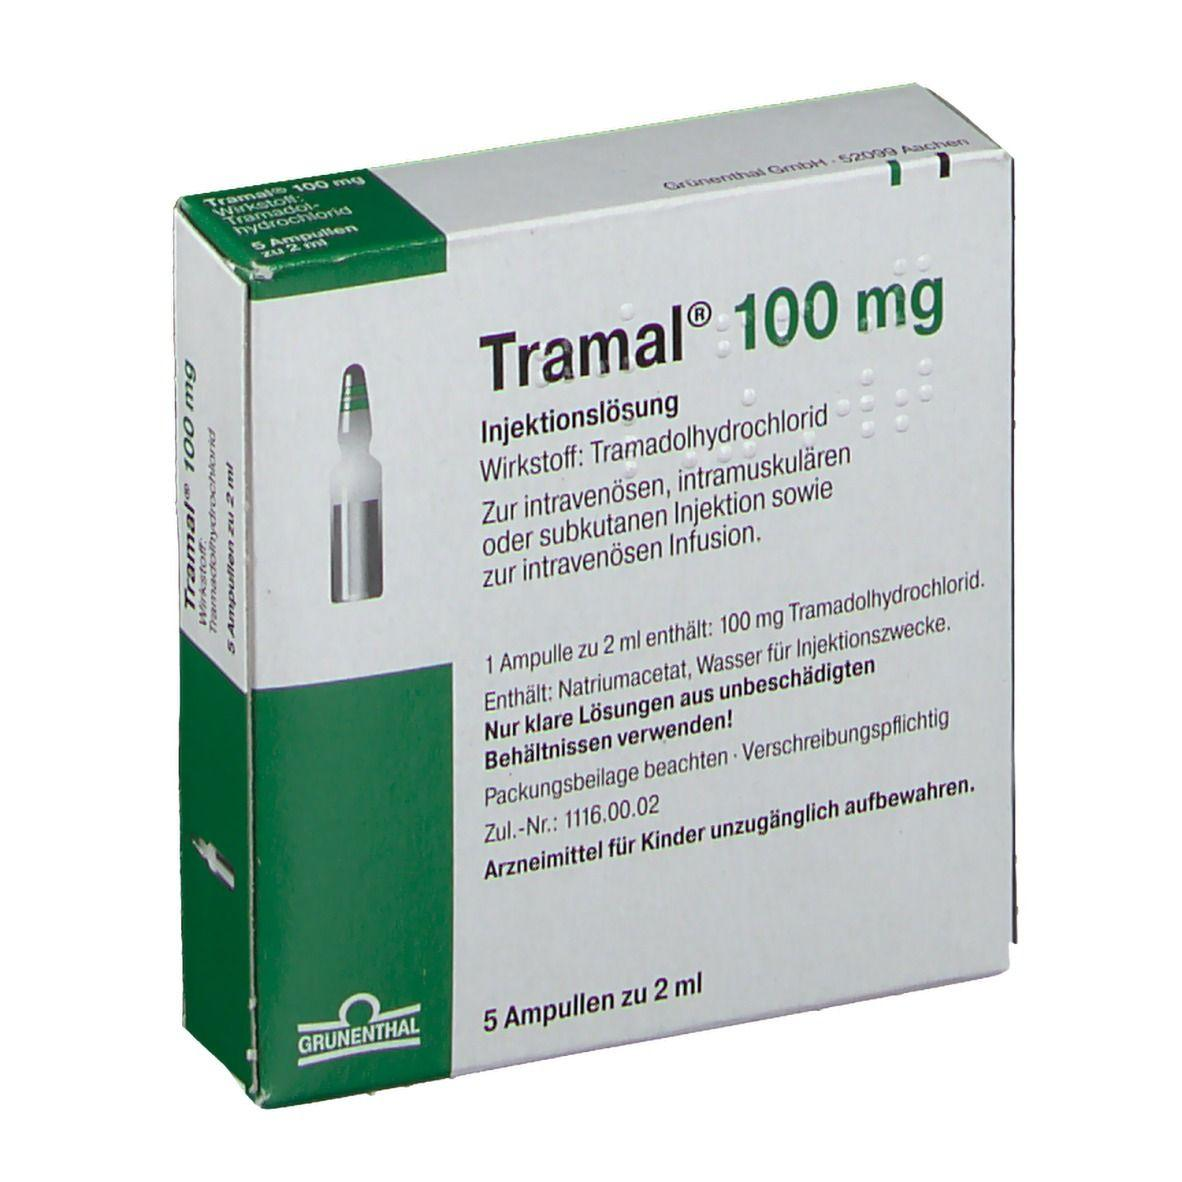 Tramal® 100 mg
Wirkstoff:
Tramadol-
hydrochlorid
5 Ampullen
zu 2 ml
Grünenthal GmbH · 52099 Aachen
Tramal® 100 mg
Wirkstoff:
Tramadolhydrochlorid
5 Ampullen zu 2 ml
Tramal® 100 mg
Injektionslösung
Wirkstoff: Tramadolhydrochlorid
Zur intravenösen, intramuskulären
oder subkutanen Injektion sowie
zur intravenösen Infusion.
1 Ampulle zu 2 ml enthält: 100 mg Tramadolhydrochlorid.
Enthält: Natriumacetat, Wasser für Injektionszwecke.
Nur klare Lösungen aus unbeschädigten
Behältnissen verwenden!
Packungsbeilage beachten · Verschreibungspflichtig
Zul.-Nr.: 1116.00.02
Arzneimittel für Kinder unzugänglich aufbewahren.
5 Ampullen zu 2 ml
GRUNENTHAL